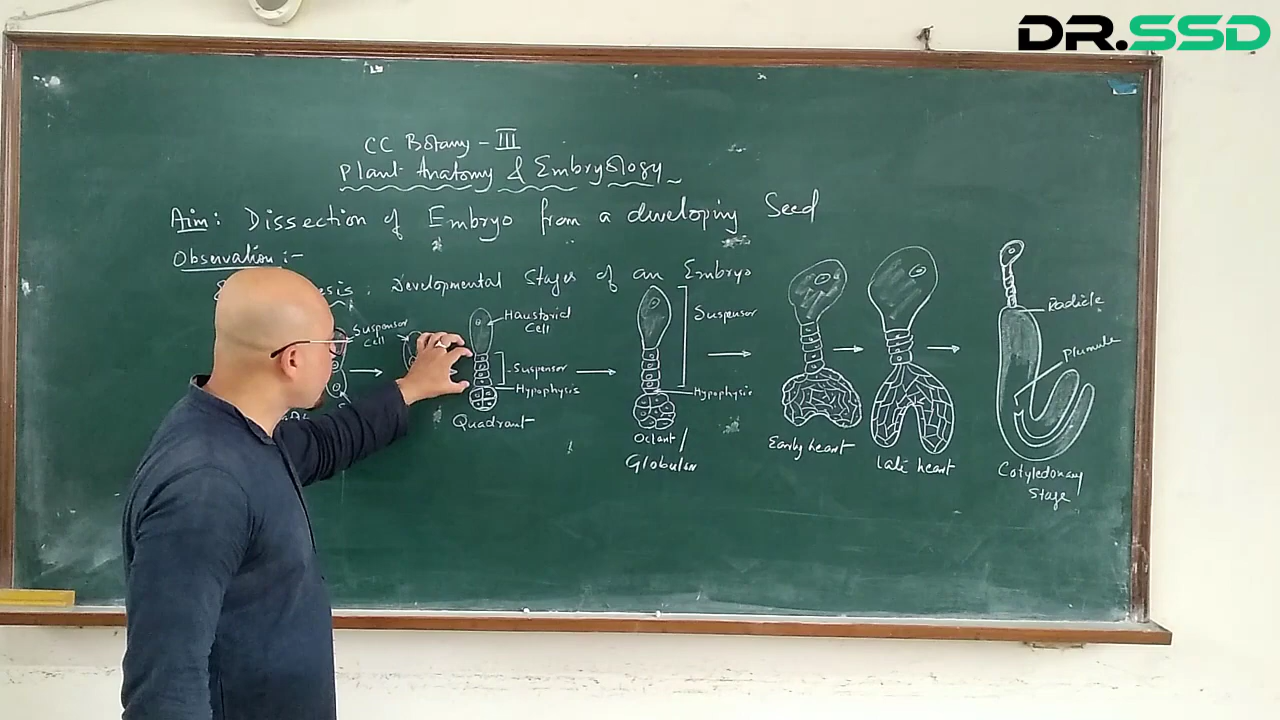 DR.SSD
CC Botany - III
Plant Anatomy & Embryology
Aim: Dissection of Embryo from a developing Seed
Observation :-
Developmental Stages of an Embryo
Suspensor
Cell
Haustorid
Cell
Suspensor
Hypophysis
Quadrant
Suspensor
Hypophysis
Octant/
Globular
Early heart
Late heart
Radicle
Plumule
Cotyledonary
Stage